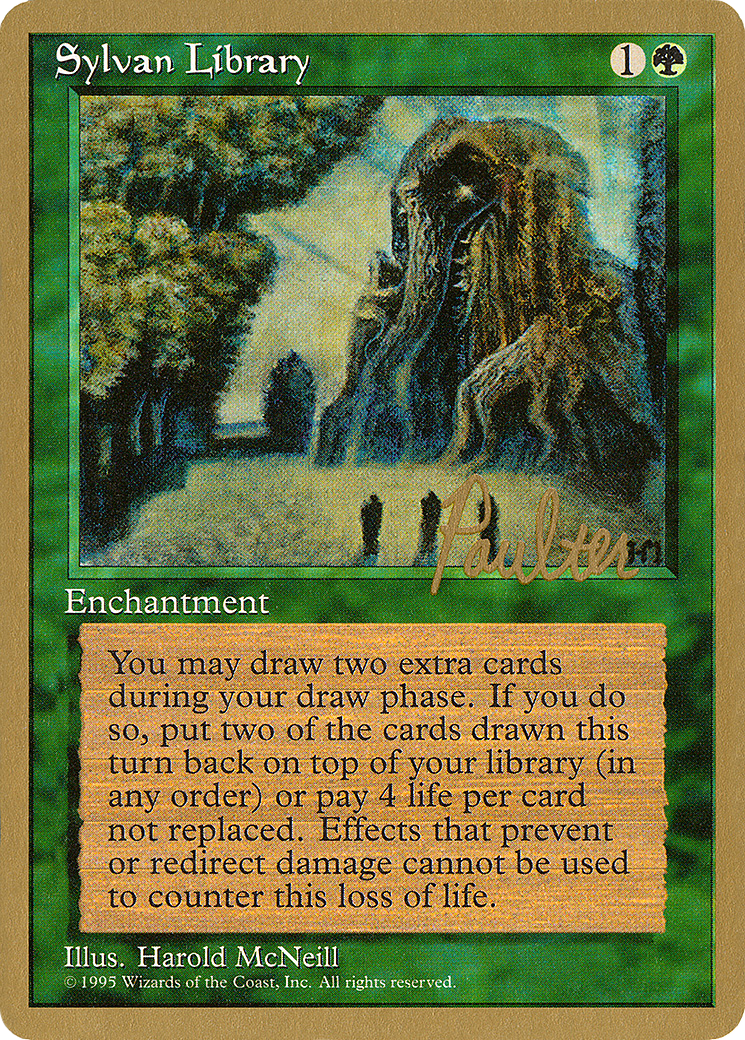 Sylvan Library
1
Paulter
HM
Enchantment
You may draw two extra cards
during your draw phase. If you do
so, put two of the cards drawn this
turn back on top of your library (in
any order) or pay 4 life per card
not replaced. Effects that prevent
or redirect damage cannot be used
to counter this loss of life.
Illus. Harold McNeill
© 1995 Wizards of the Coast, Inc. All rights reserved.